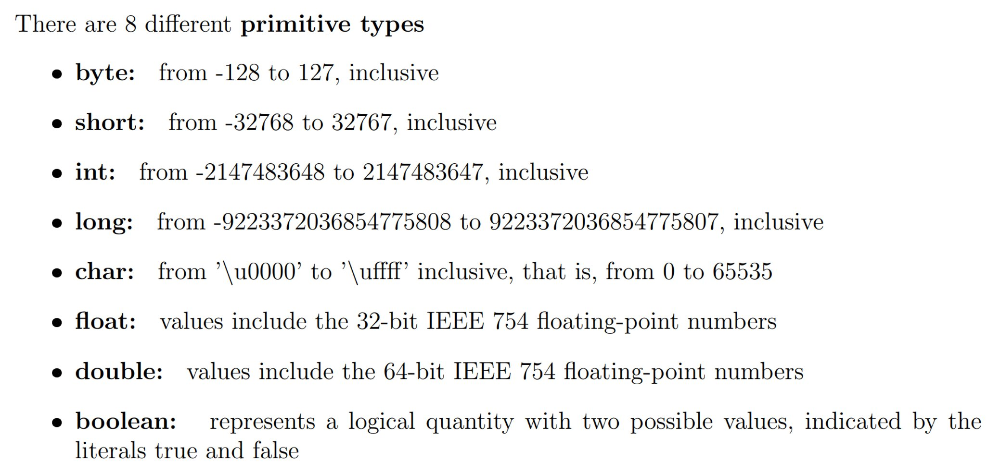 There are 8 different primitive types
• byte: from -128 to 127, inclusive
• short: from -32768 to 32767, inclusive
• int: from -2147483648 to 2147483647, inclusive
• long: from -9223372036854775808 to 9223372036854775807, inclusive
• char: from ’\u0000’ to ’\uffff’ inclusive, that is, from 0 to 65535
• float: values include the 32-bit IEEE 754 floating-point numbers
• double: values include the 64-bit IEEE 754 floating-point numbers
• boolean: represents a logical quantity with two possible values, indicated by the
literals true and false